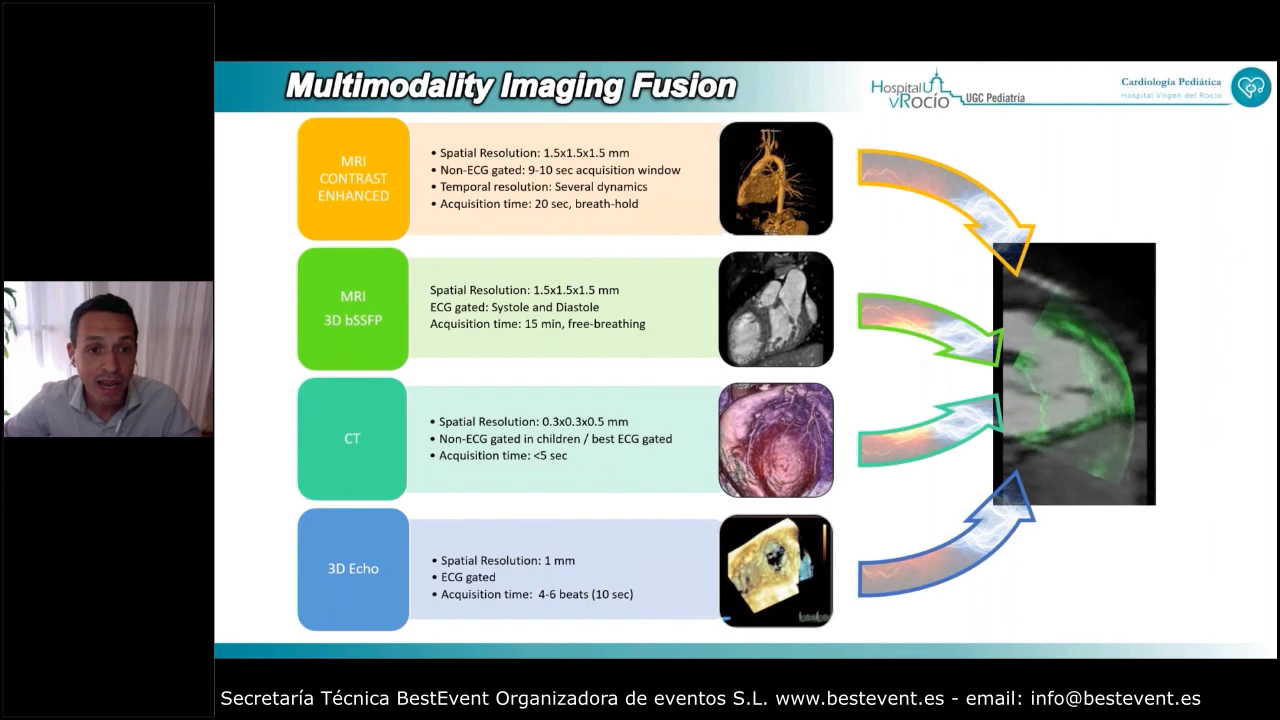 Multimodality Imaging Fusion
Hospital U
vRocío
UGC Pediatría
Cardiología Pediátrica
Hospital Virgen del Rocío
MRI
CONTRAST
ENHANCED
• Spatial Resolution: 1.5x1.5x1.5 mm
• Non-ECG gated: 9-10 sec acquisition window
• Temporal resolution: Several dynamics
• Acquisition time: 20 sec, breath-hold
MRI
3D bSSFP
Spatial Resolution: 1.5x1.5x1.5 mm
ECG gated: Systole and Diastole
Acquisition time: 15 min, free-breathing
CT
• Spatial Resolution: 0.3x0.3x0.5 mm
• Non-ECG gated in children / best ECG gated
• Acquisition time: <5 sec
3D Echo
• Spatial Resolution: 1 mm
• ECG gated
• Acquisition time: 4-6 beats (10 sec)
Secretaría Técnica BestEvent Organizadora de eventos S.L. www.bestevent.es - email: info@bestevent.es